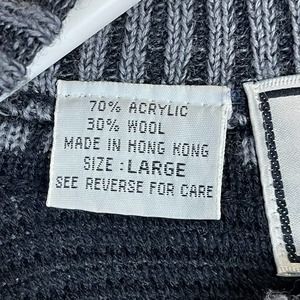 70% ACRYLIC
30% WOOL
MADE IN HONG KONG
SIZE : LARGE
SEE REVERSE FOR CARE